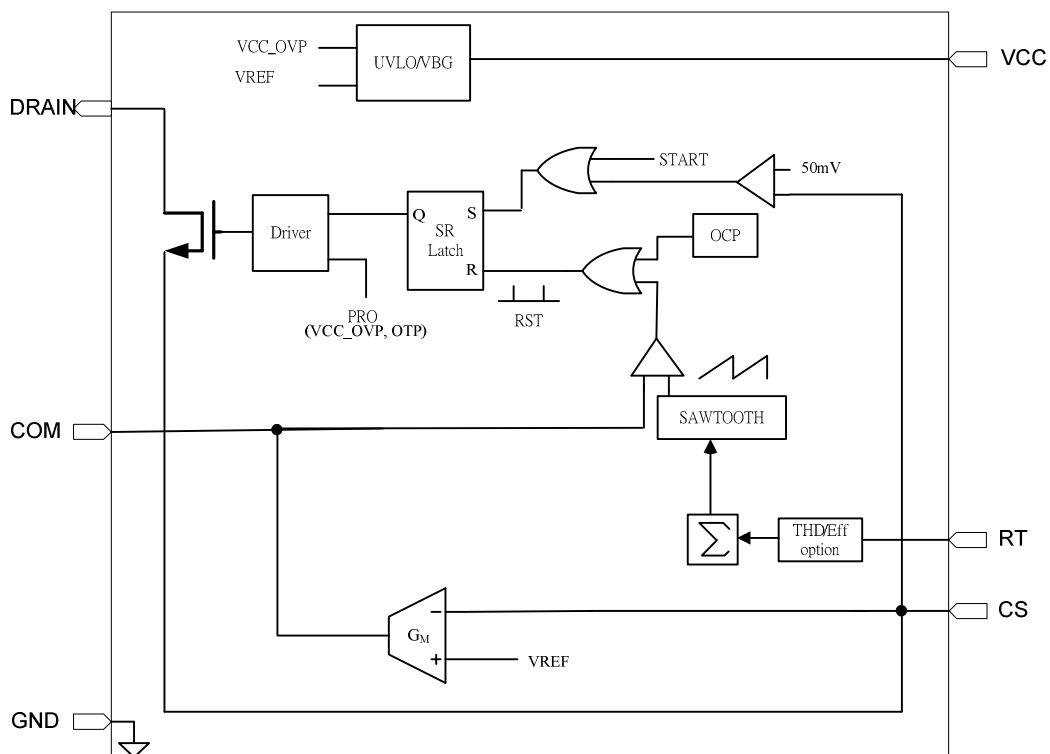 VCC_OVP
VREF
UVLO/VBG
VCC
DRAIN
START
50mV
Driver
Q
S
SR
Latch
R
OCP
PRO
(VCC_OVP, OTP)
RST
SAWTOOTH
COM
Σ
THD/Eff
option
RT
CS
GM
−
+
VREF
GND